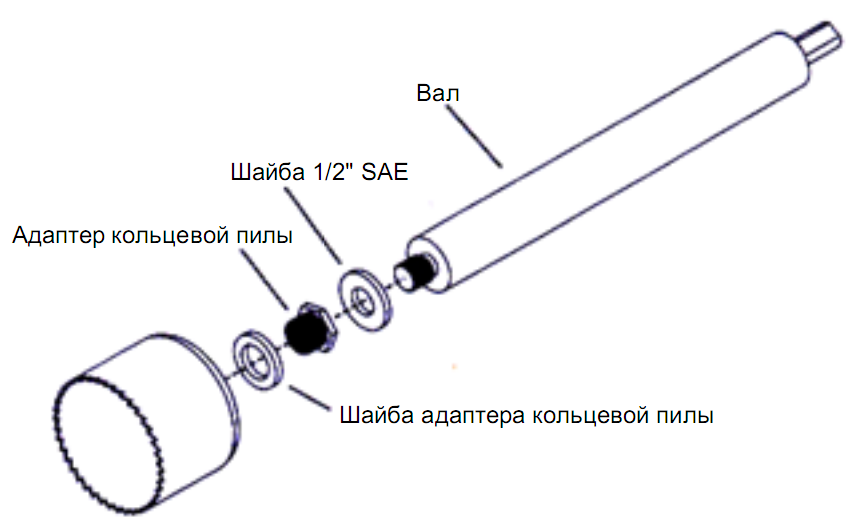 Вал
Шайба 1/2" SAE
Адаптер кольцевой пилы
Шайба адаптера кольцевой пилы